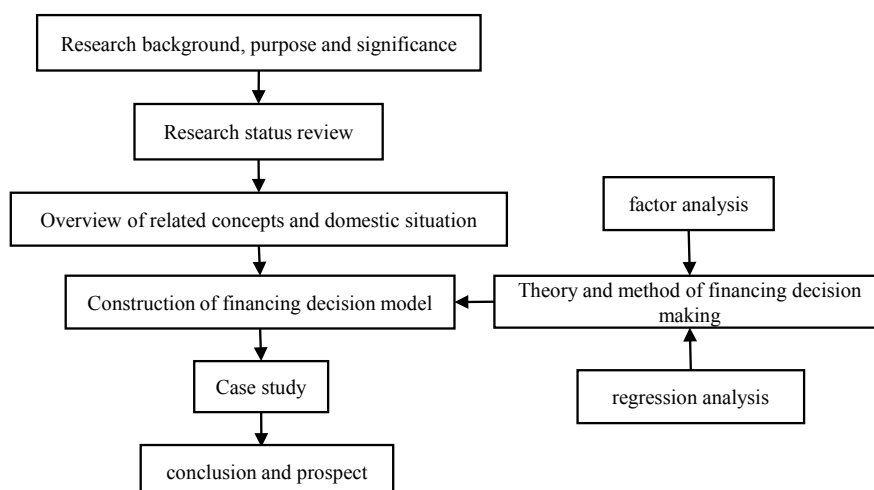 Research background, purpose and significance
Research status review
Overview of related concepts and domestic situation
factor analysis
Construction of financing decision model
Theory and method of financing decision
making
Case study
regression analysis
conclusion and prospect